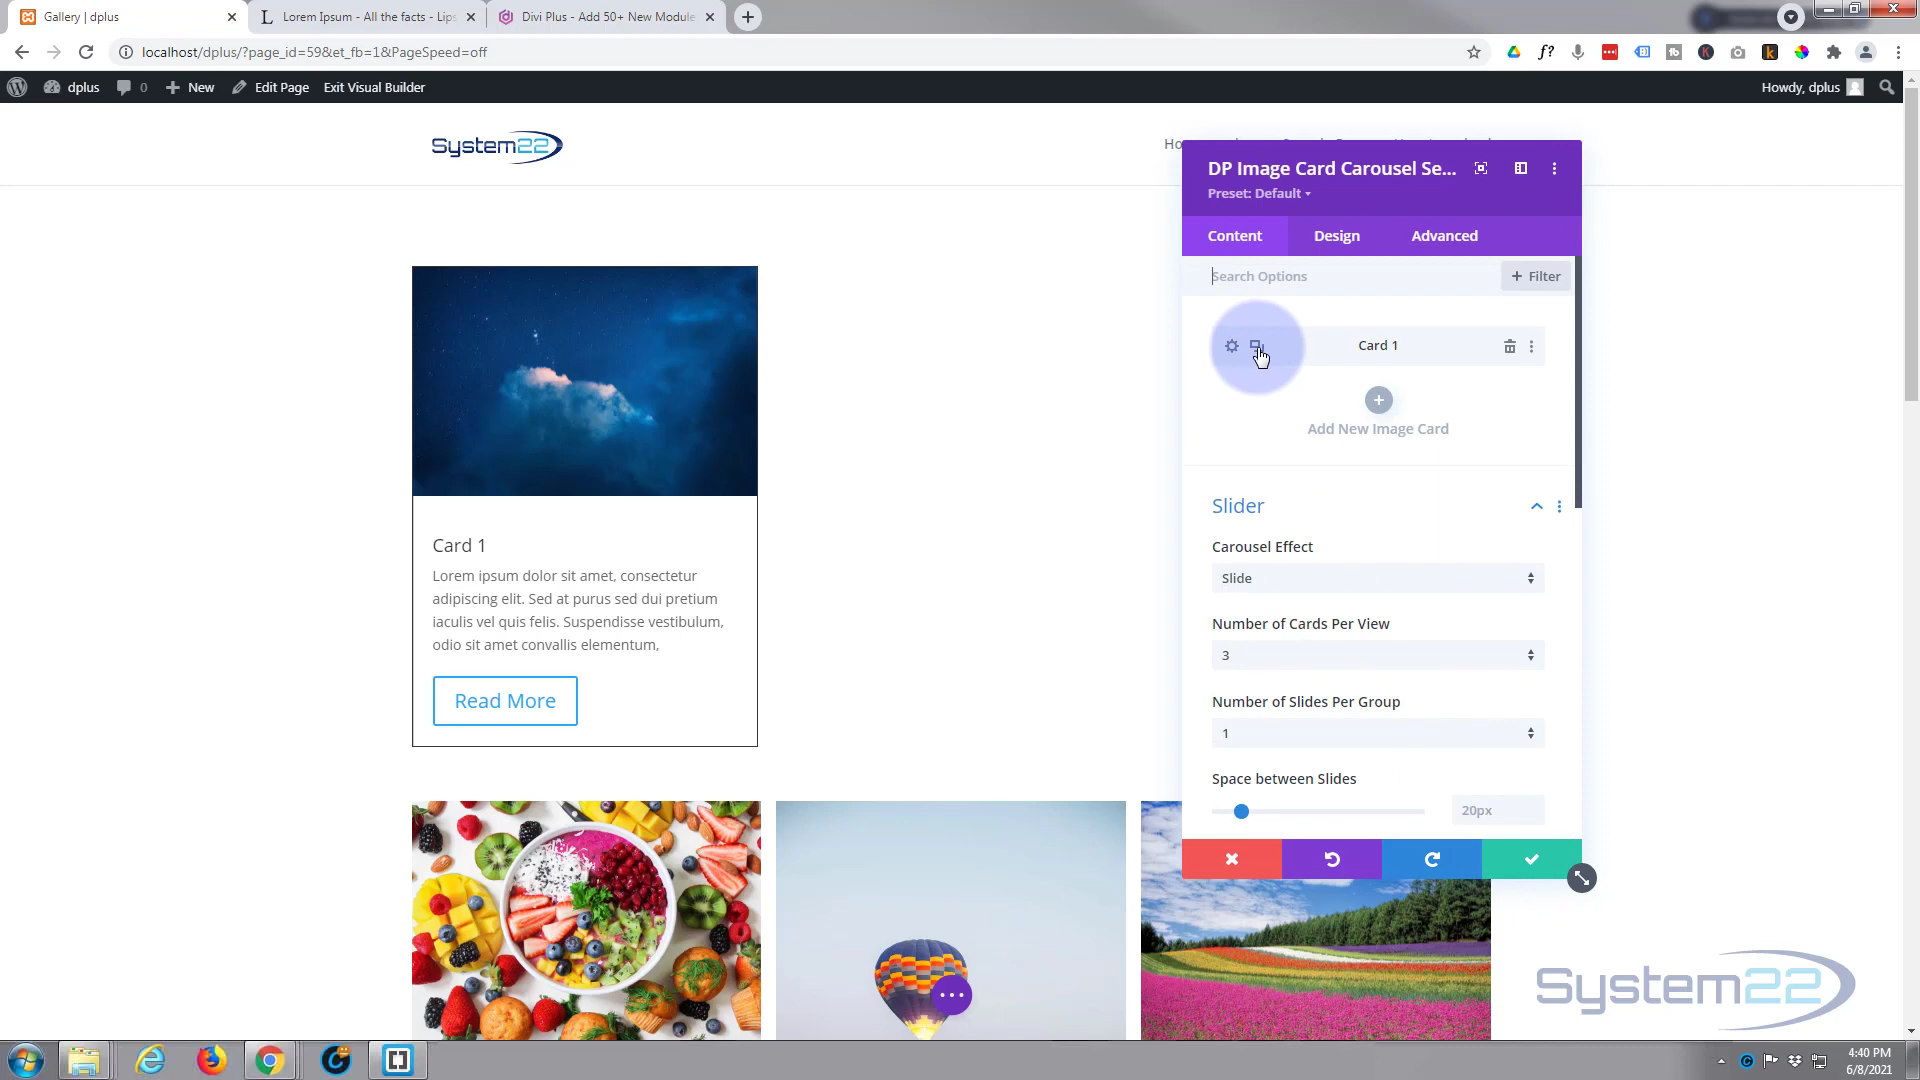 Gallery | dplus
Lorem Ipsum - All the facts - Lips
Divi Plus - Add 50+ New Module
localhost/dplus/?page_id=59&et_fb=1&PageSpeed=off
dplus
0
New
Edit Page
Exit Visual Builder
Howdy, dplus
System22
Ho
DP Image Card Carousel Se...
Preset: Default
Content
Design
Advanced
Search Options
+ Filter
Card 1
Add New Image Card
Slider
Carousel Effect
Slide
Number of Cards Per View
3
Number of Slides Per Group
1
Space between Slides
20px
Card 1
Lorem ipsum dolor sit amet, consectetur
adipiscing elit. Sed at purus sed dui pretium
iaculis vel quis felis. Suspendisse vestibulum,
odio sit amet convallis elementum,
Read More
System22
4:40 PM
6/8/2021